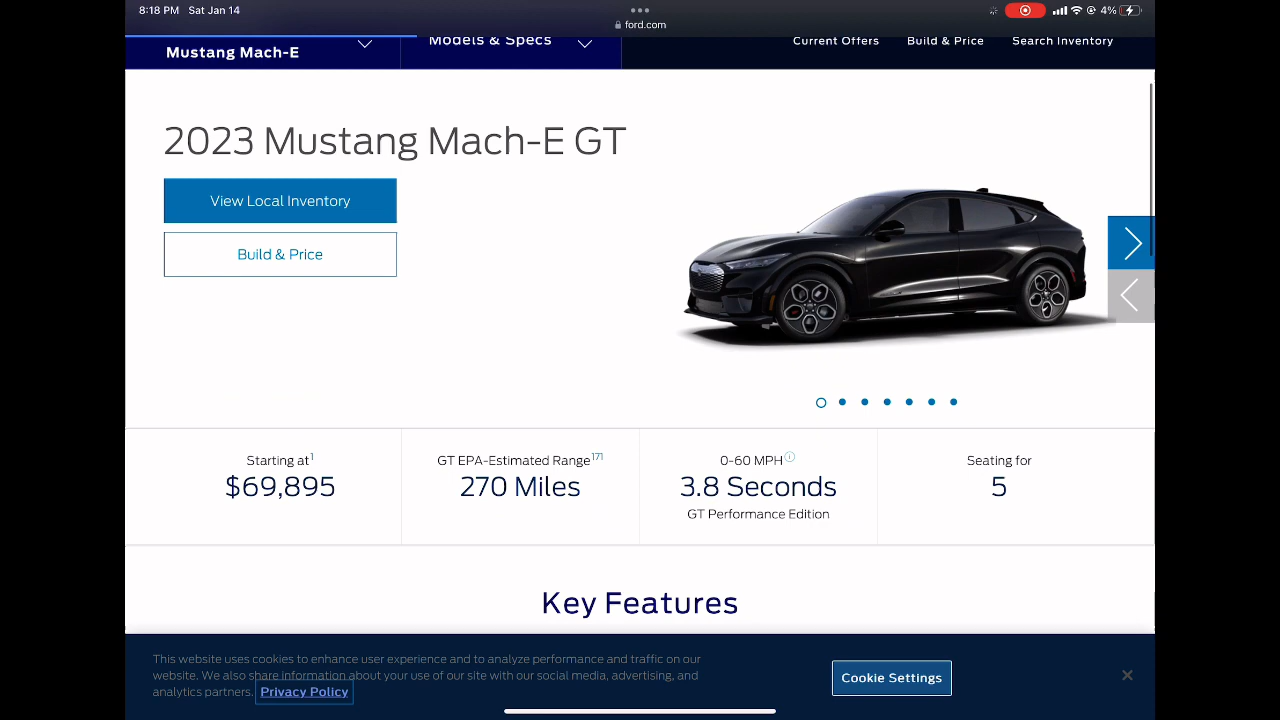 8:18 PM Sat Jan 14
4%
ford.com
Mustang Mach-E
Models & Specs
Current Offers
Build & Price
Search Inventory
2023 Mustang Mach-E GT
View Local Inventory
Build & Price
Starting at1
$69,895
GT EPA-Estimated Range171
270 Miles
0-60 MPH
3.8 Seconds
GT Performance Edition
Seating for
5
Key Features
This website uses cookies to enhance user experience and to analyze performance and traffic on our
website. We also share information about your use of our site with our social media, advertising, and
analytics partners. Privacy Policy
Cookie Settings